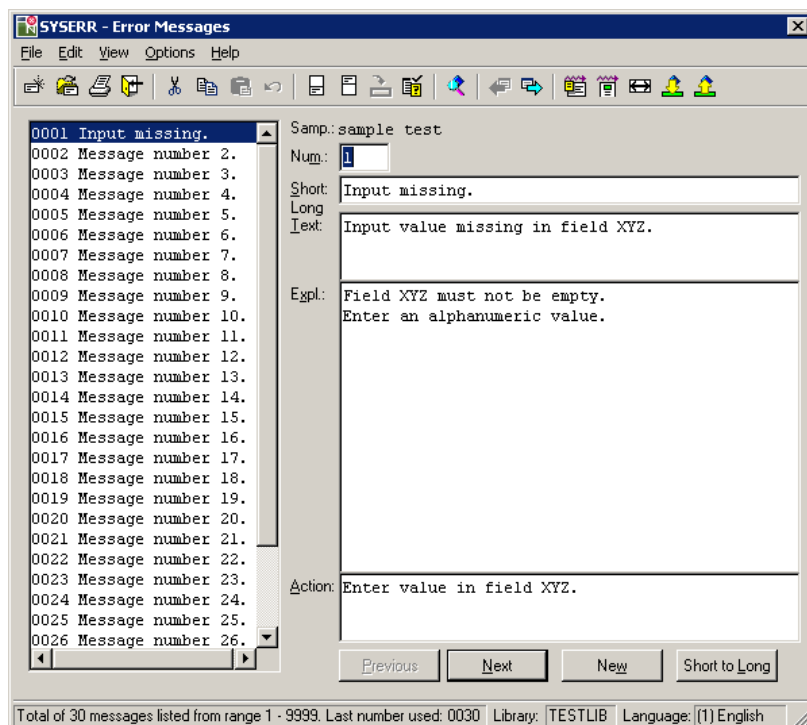 SYSERR - Error Messages
File Edit View Options Help
0001 Input missing.
0002 Message number 2.
0003 Message number 3.
0004 Message number 4.
0005 Message number 5.
0006 Message number 6.
0007 Message number 7.
0008 Message number 8.
0009 Message number 9.
0010 Message number 10.
0011 Message number 11.
0012 Message number 12.
0013 Message number 13.
0014 Message number 14.
0015 Message number 15.
0016 Message number 16.
0017 Message number 17.
0018 Message number 18.
0019 Message number 19.
0020 Message number 20.
0021 Message number 21.
0022 Message number 22.
0023 Message number 23.
0024 Message number 24.
0025 Message number 25.
0026 Message number 26.
Samp.: sample test
Num.: 1
Short: Input missing.
Long
Text: Input value missing in field XYZ.
Expl.: Field XYZ must not be empty.
Enter an alphanumeric value.
Action: Enter value in field XYZ.
Previous Next New Short to Long
Total of 30 messages listed from range 1 - 9999. Last number used: 0030 Library: TESTLIB Language: (1) English